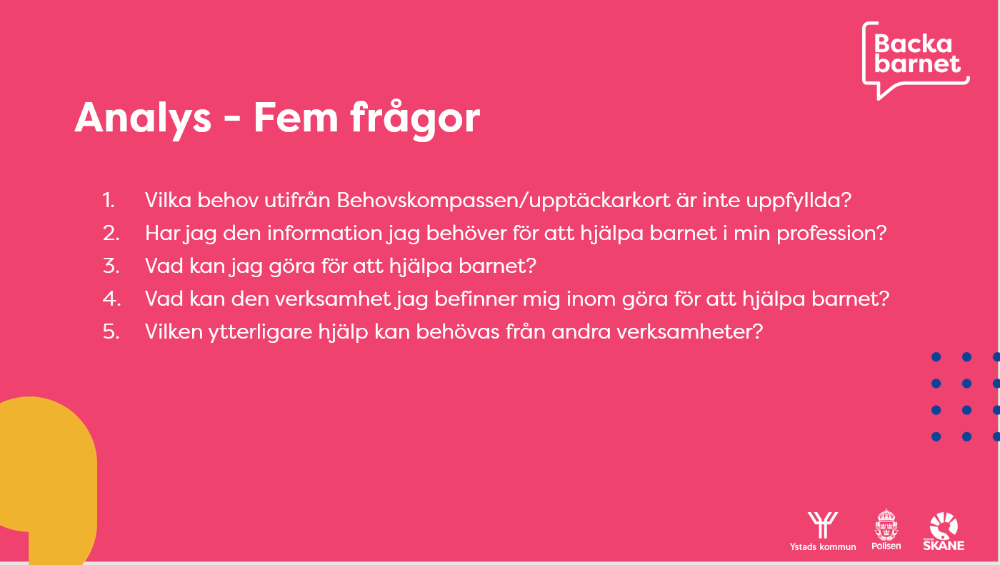 Backa
barnet
Analys - Fem frågor
1. Vilka behov utifrån Behovskompassen/upptäckarkort är inte uppfyllda?
2. Har jag den information jag behöver för att hjälpa barnet i min profession?
3. Vad kan jag göra för att hjälpa barnet?
4. Vad kan den verksamhet jag befinner mig inom göra för att hjälpa barnet?
5. Vilken ytterligare hjälp kan behövas från andra verksamheter?
Ystads kommun
Polisen
REGION
SKÅNE